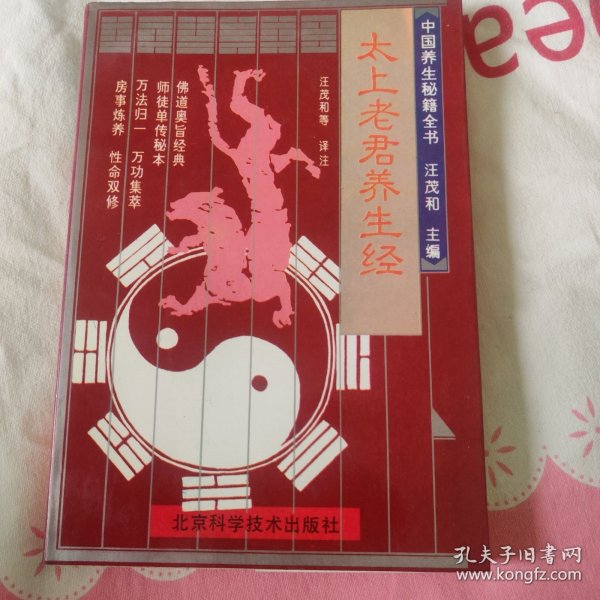 中国养生秘籍全书 汪茂和 主编
太上老君养生经
汪茂和等 译注
佛道奥旨经典
师徒单传秘本
万法归一 万功集萃
房事炼养 性命双修
北京科学技术出版社
ea
孔夫子旧书网
www.kongfz.com